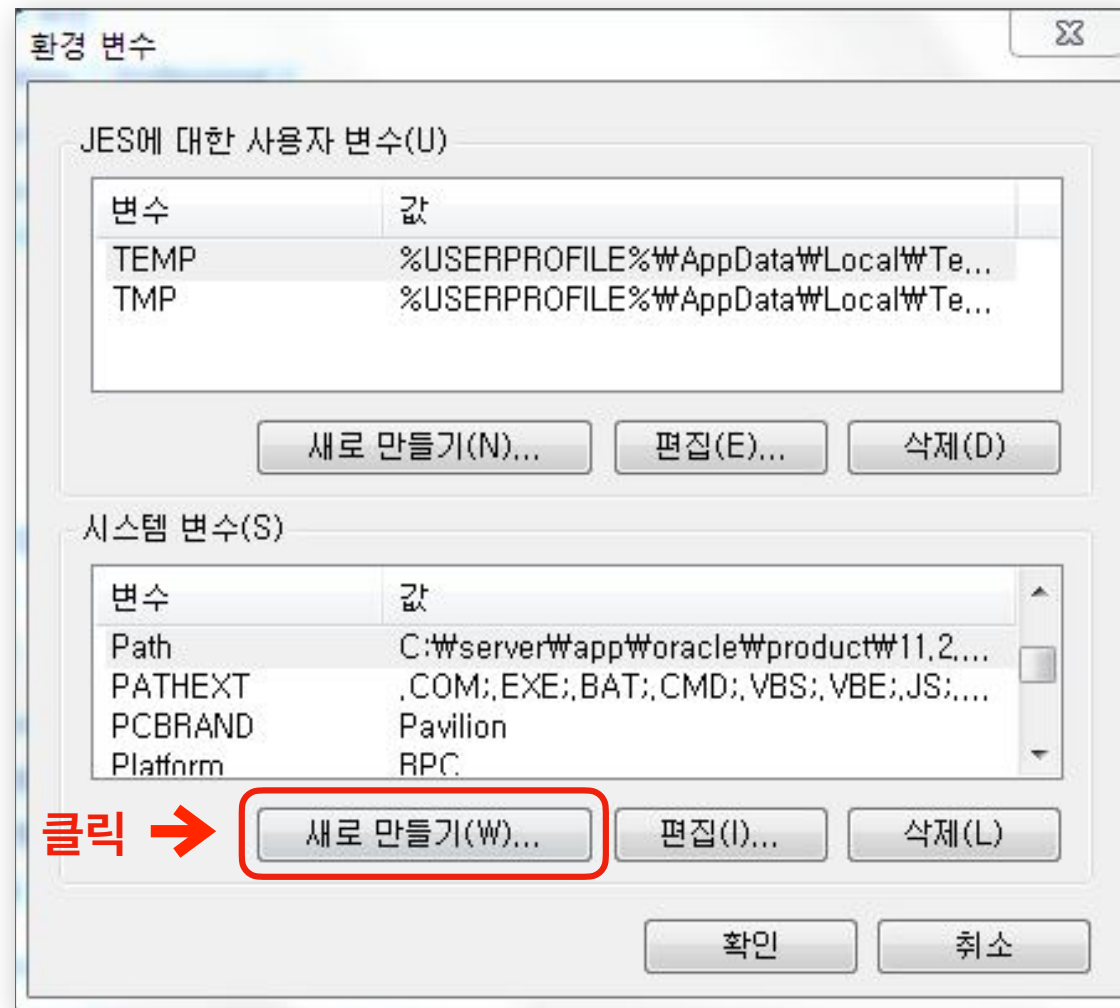 환경 변수
JES에 대한 사용자 변수(U)
변수 값
TEMP %USERPROFILE%₩AppData₩Local₩Te...
TMP %USERPROFILE%₩AppData₩Local₩Te...
새로 만들기(N)... 편집(E)... 삭제(D)
시스템 변수(S)
변수 값
Path C:₩server₩app₩oracle₩product₩11.2....
PATHEXT .COM;.EXE;.BAT;.CMD;.VBS;.VBE;.JS;....
PCBRAND Pavilion
Platform BPC
클릭 → 새로 만들기(W)... 편집(I)... 삭제(L)
확인 취소